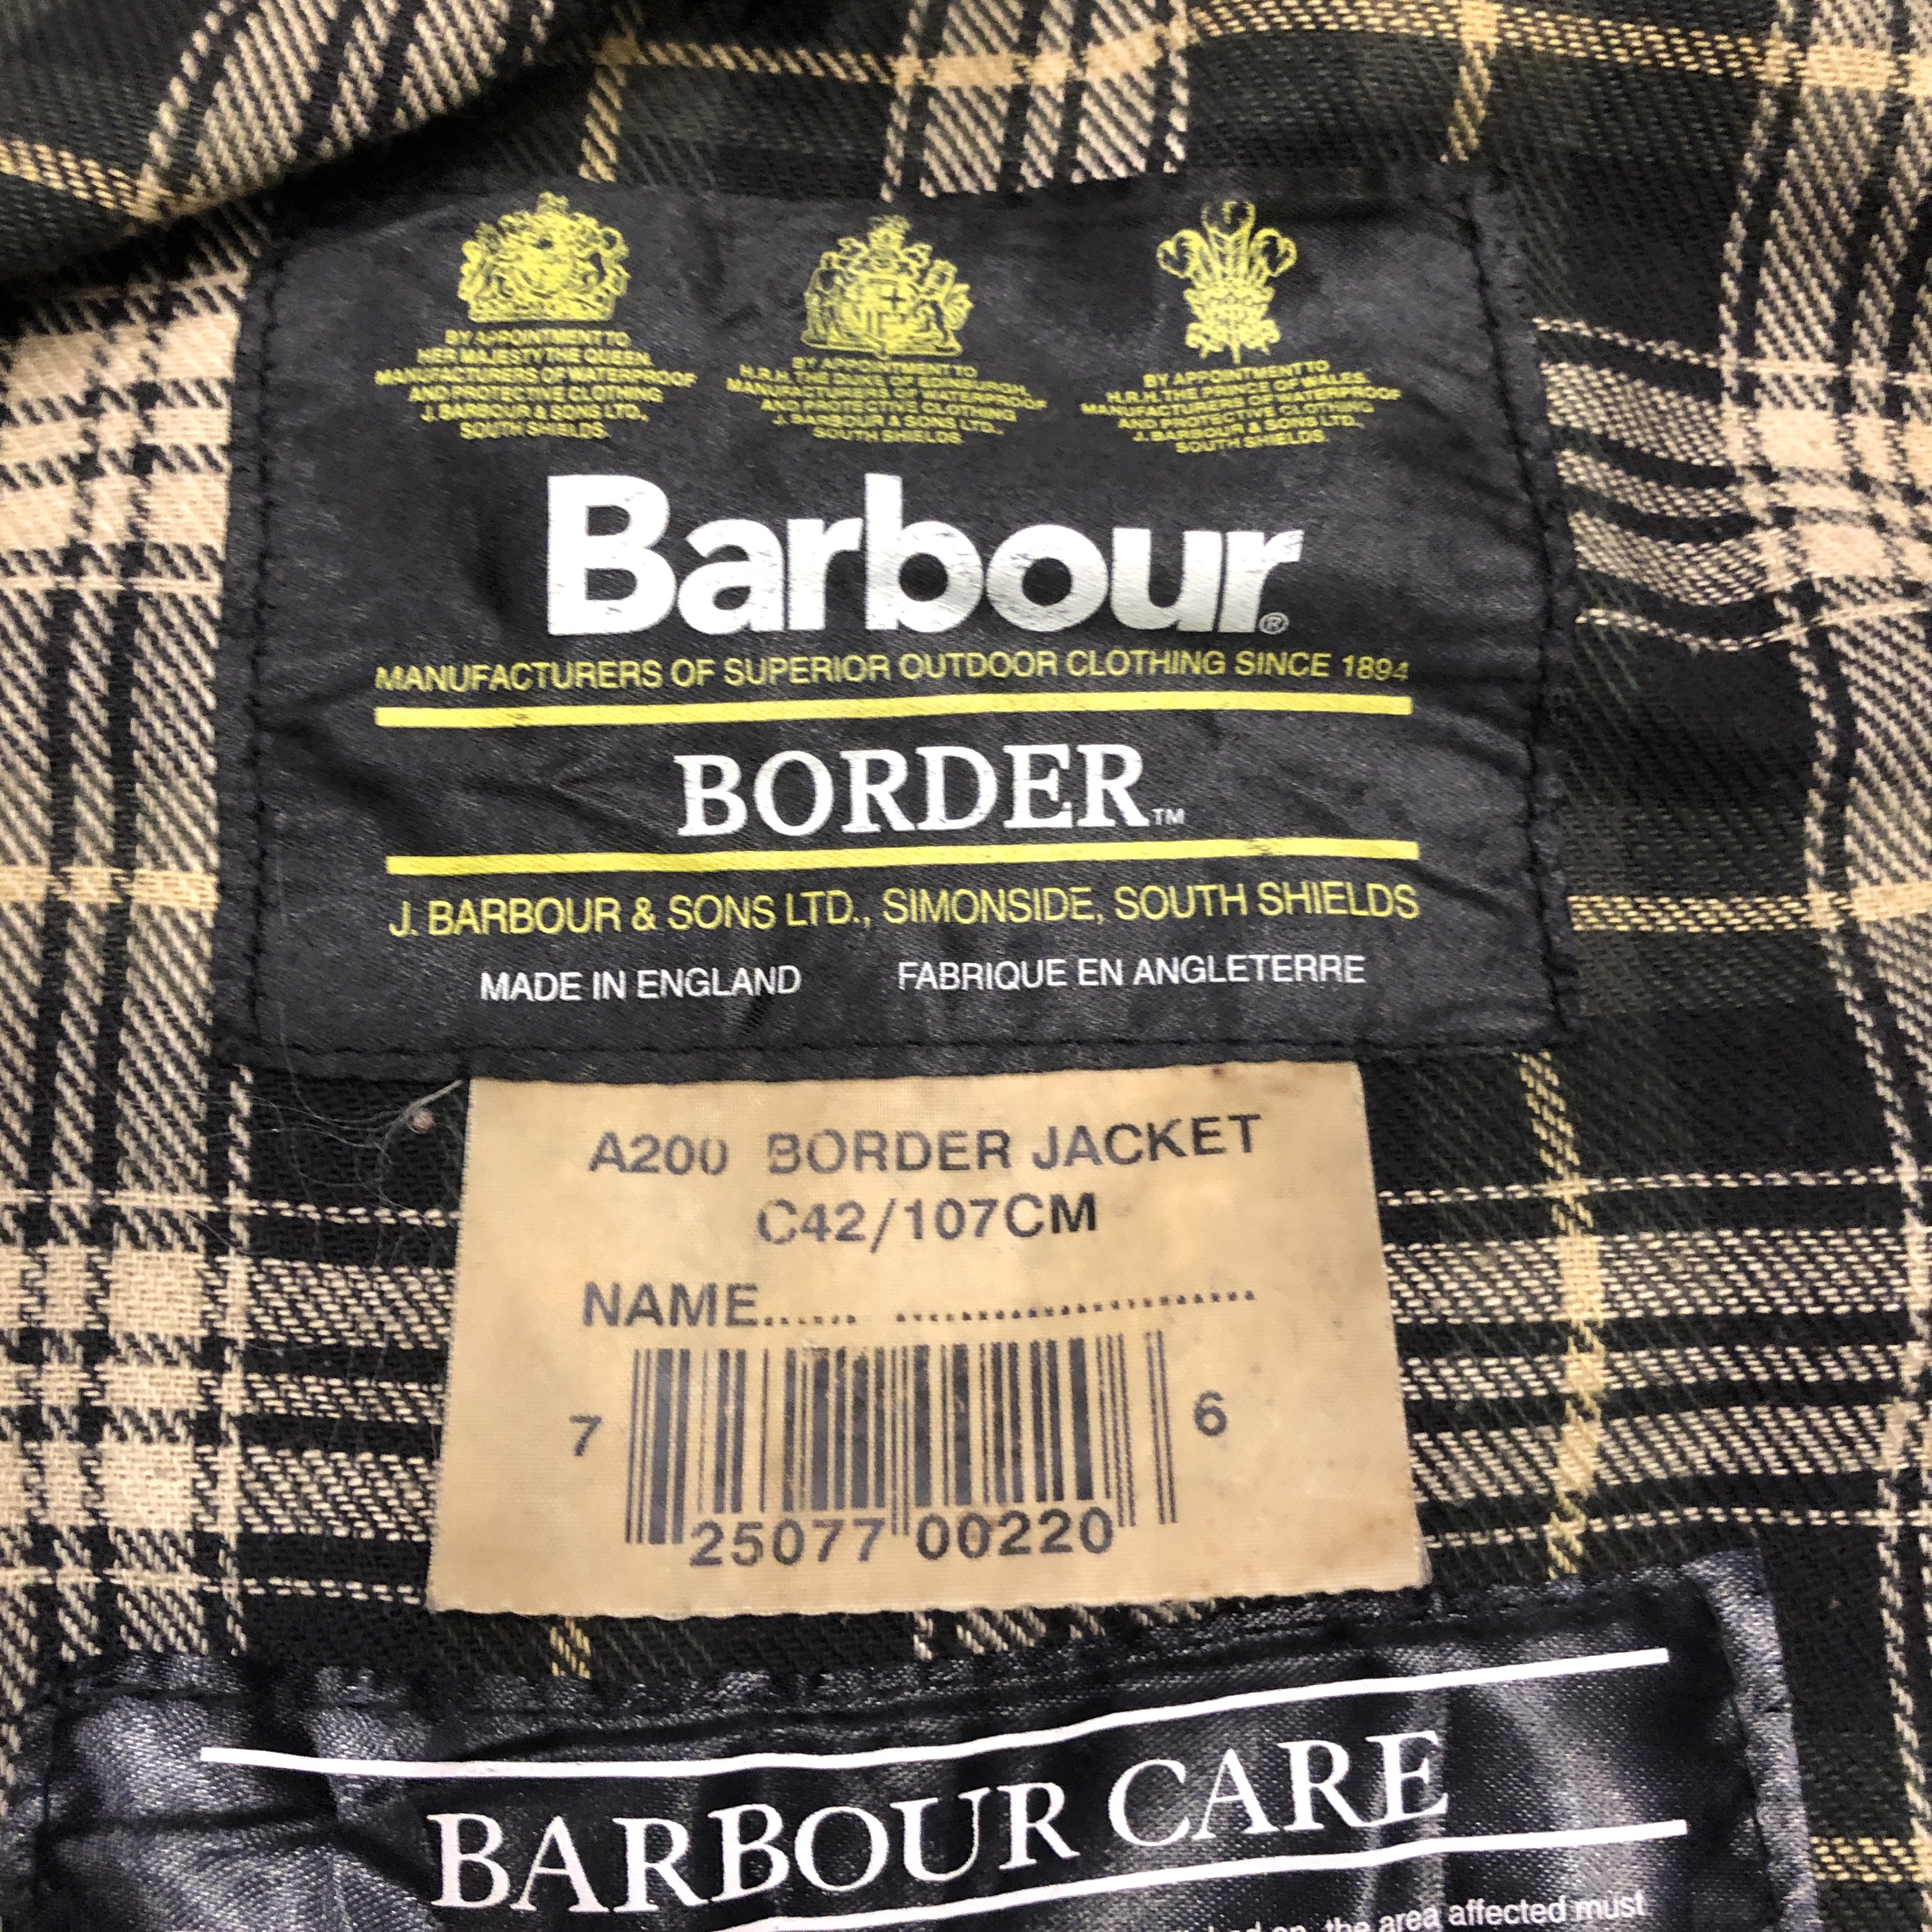 BY APPOINTMENT TO
HER MAJESTY THE QUEEN.
MANUFACTURERS OF WATERPROOF
AND PROTECTIVE CLOTHING
J. BARBOUR & SONS LTD.,
SOUTH SHIELDS.
BY APPOINTMENT TO
H.R.H. THE DUKE OF EDINBURGH.
MANUFACTURERS OF WATERPROOF
AND PROTECTIVE CLOTHING
J. BARBOUR & SONS LTD.,
SOUTH SHIELDS.
BY APPOINTMENT TO
H.R.H. THE PRINCE OF WALES.
MANUFACTURERS OF WATERPROOF
AND PROTECTIVE CLOTHING
J. BARBOUR & SONS LTD.,
SOUTH SHIELDS.
Barbour®
MANUFACTURERS OF SUPERIOR OUTDOOR CLOTHING SINCE 1894
BORDER™
J. BARBOUR & SONS LTD., SIMONSIDE, SOUTH SHIELDS
MADE IN ENGLAND FABRIQUE EN ANGLETERRE
A200 BORDER JACKET
C42/107CM
NAME...... ........................
7 25077 00220 6
BARBOUR CARE
on, the area affected must